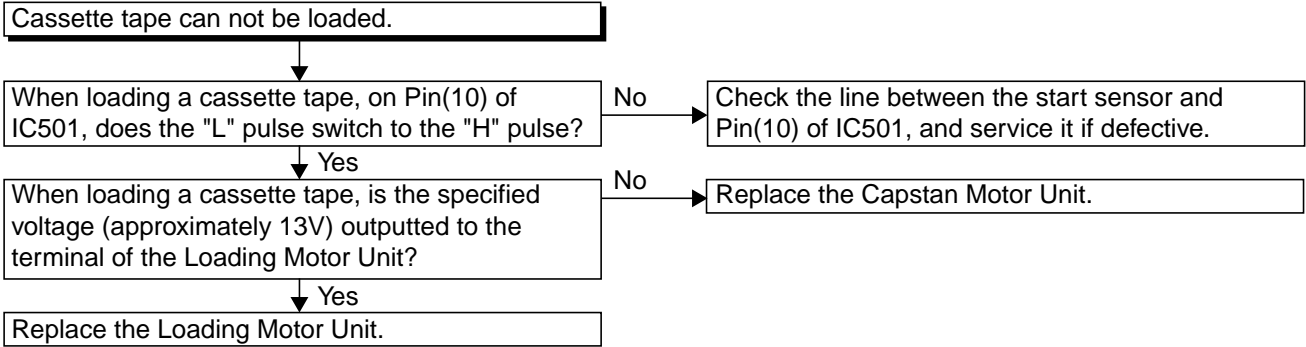 Cassette tape can not be loaded.
When loading a cassette tape, on Pin(10) of
IC501, does the "L" pulse switch to the "H" pulse?
No
Check the line between the start sensor and
Pin(10) of IC501, and service it if defective.
Yes
When loading a cassette tape, is the specified
voltage (approximately 13V) outputted to the
terminal of the Loading Motor Unit?
No
Replace the Capstan Motor Unit.
Yes
Replace the Loading Motor Unit.